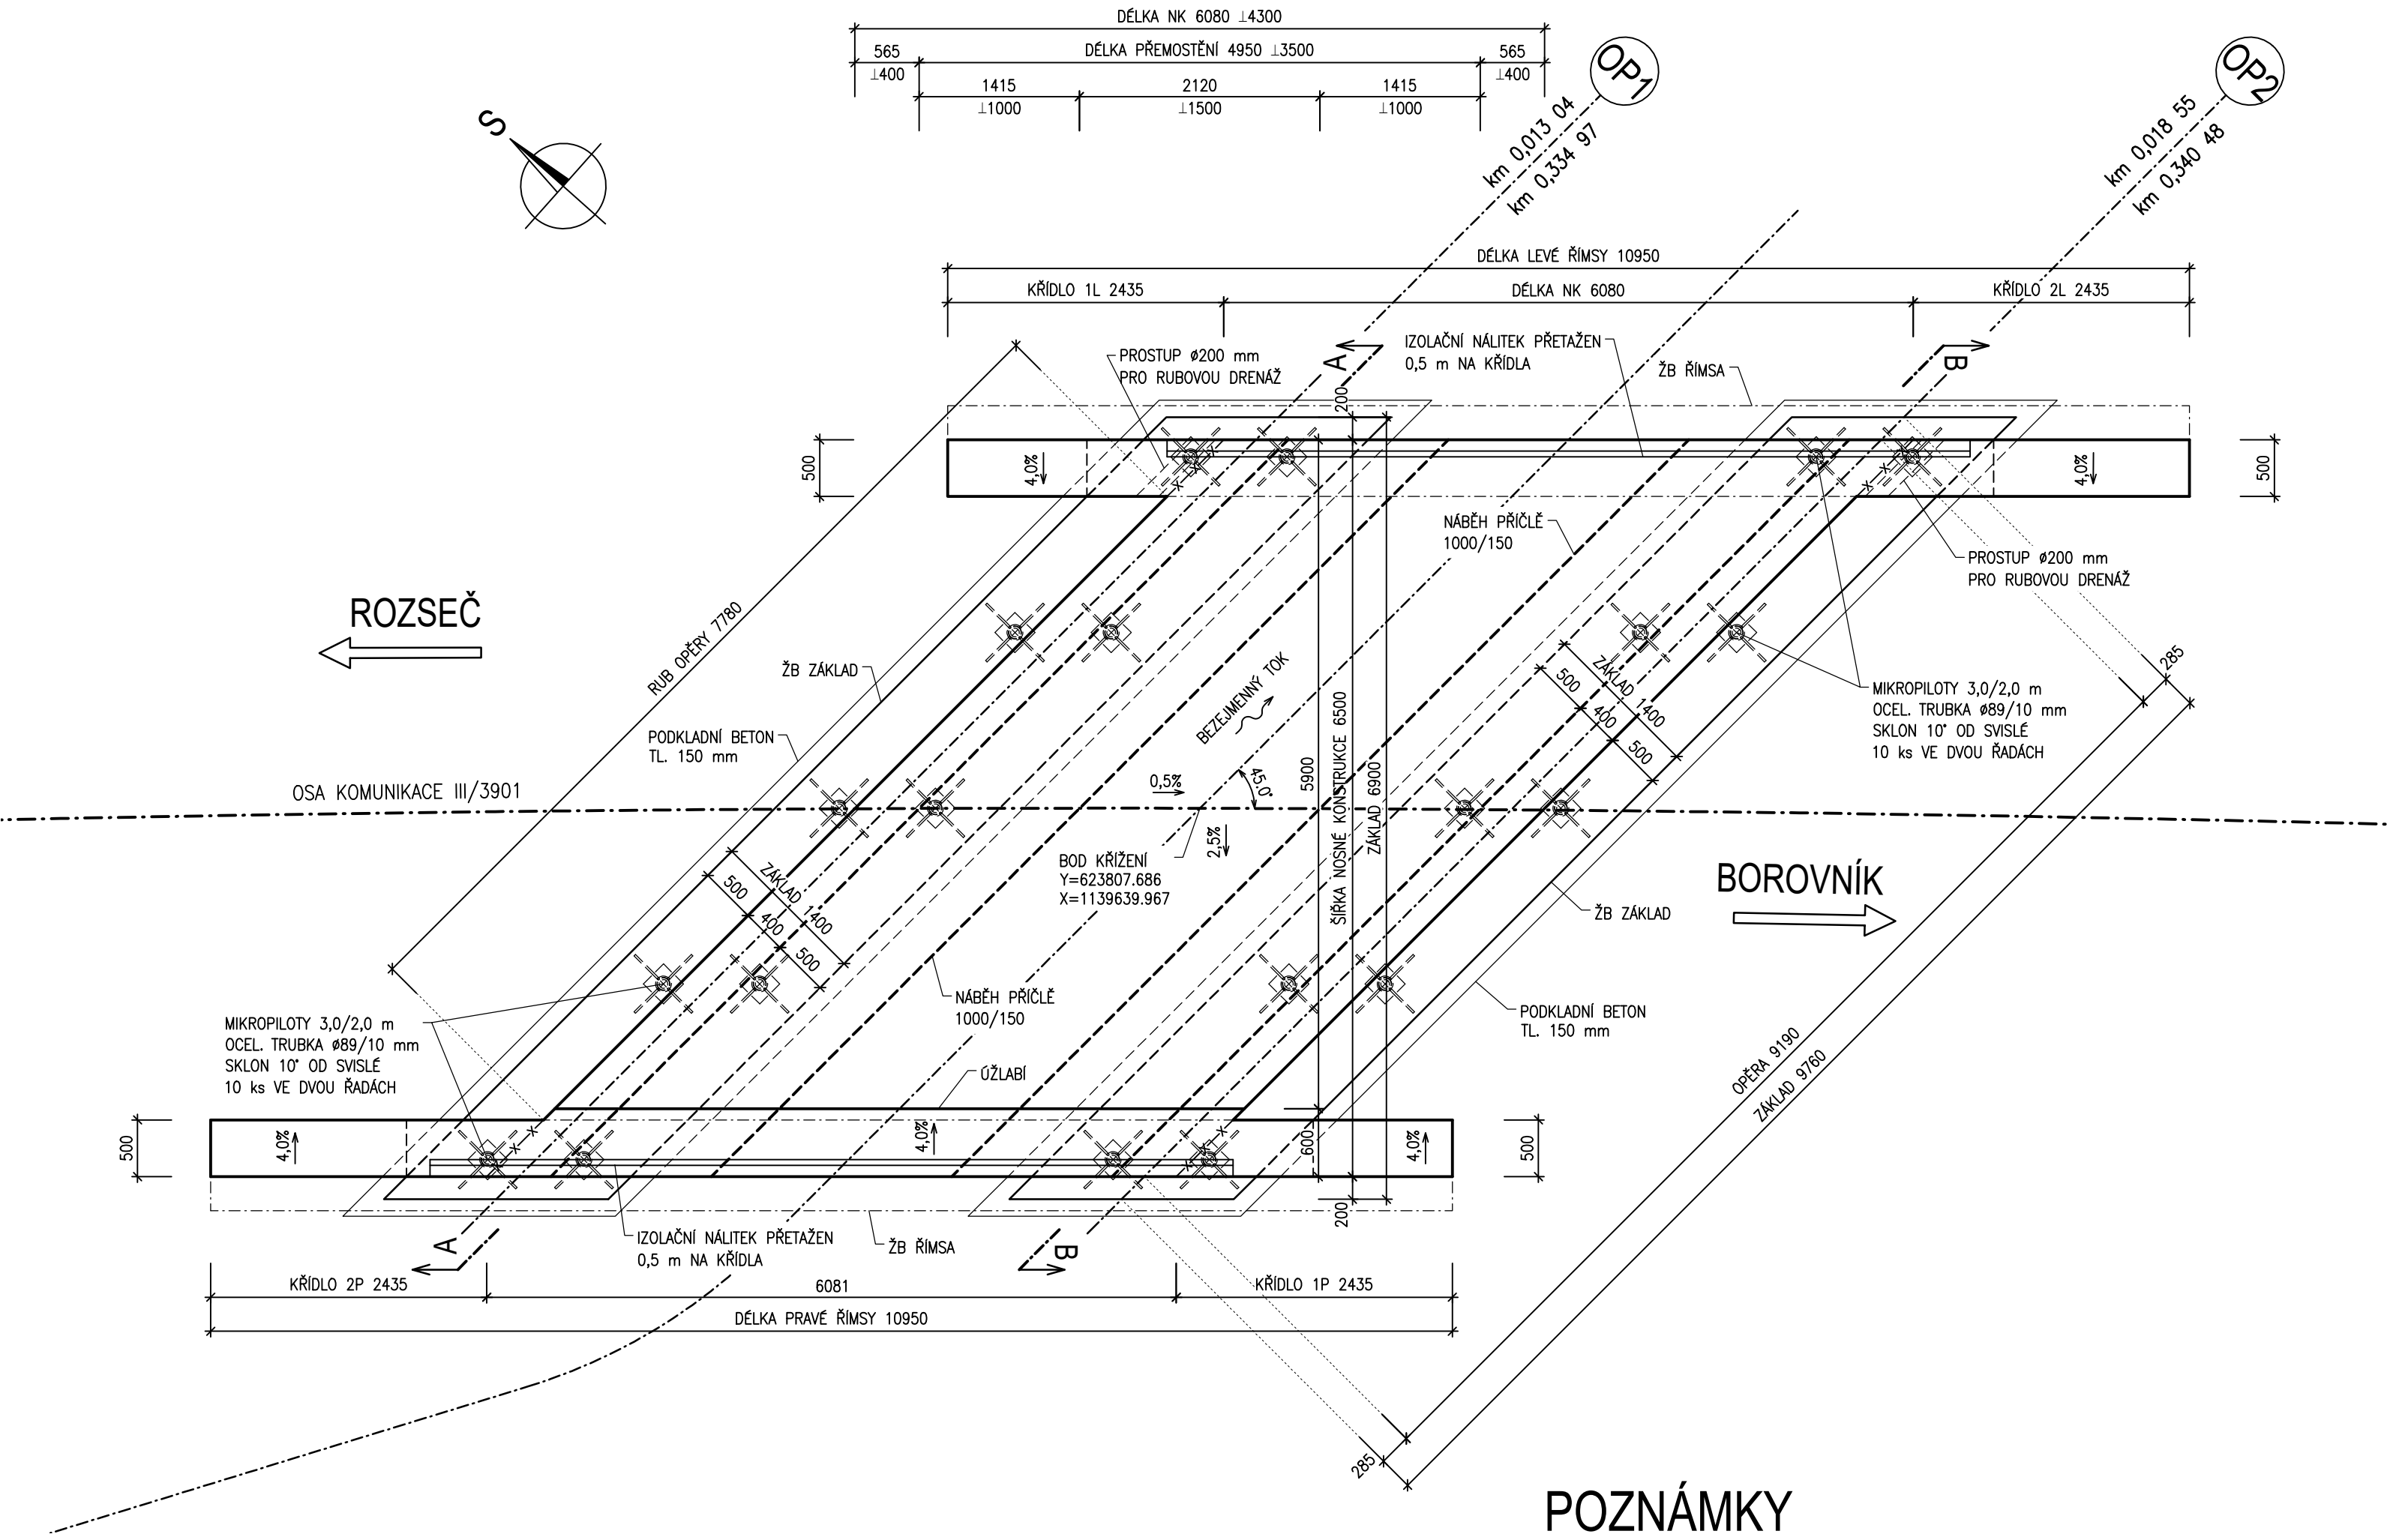 DÉLKA NK 6080 ⊥4300
565
DÉLKA PŘEMOSTĚNÍ 4950 ⊥3500
565
⊥400
⊥400
1415
2120
1415
⊥1000
⊥1500
⊥1000
OP1
OP2
S
km 0,013 04
km 0,334 97
km 0,018 55
km 0,340 48
DÉLKA LEVÉ ŘÍMSY 10950
KŘÍDLO 1L 2435
DÉLKA NK 6080
KŘÍDLO 2L 2435
PROSTUP ø200 mm
PRO RUBOVOU DRENÁŽ
A
IZOLAČNÍ NÁLITEK PŘETAŽEN
0,5 m NA KŘÍDLA
ŽB ŘÍMSA
B
200
500
4,0%
4,0%
500
NÁBĚH PŘÍČLE
1000/150
PROSTUP ø200 mm
PRO RUBOVOU DRENÁŽ
ROZSEČ
RUB OPĚRY 7780
ŽB ZÁKLAD
BEZEJMENNÝ TOK
ZÁKLAD 1400
500
400
500
285
MIKROPILOTY 3,0/2,0 m
OCEL. TRUBKA ø89/10 mm
SKLON 10° OD SVISLÉ
10 ks VE DVOU ŘADÁCH
PODKLADNÍ BETON
TL. 150 mm
OSA KOMUNIKACE III/3901
0,5%
45.0°
5900
ŠÍŘKA NOSNÉ KONSTRUKCE 6500
ZÁKLAD 6900
2,5%
BOD KŘÍŽENÍ
Y=623807.686
X=1139639.967
ZÁKLAD 1400
500
400
500
BOROVNÍK
ŽB ZÁKLAD
NÁBĚH PŘÍČLE
1000/150
PODKLADNÍ BETON
TL. 150 mm
MIKROPILOTY 3,0/2,0 m
OCEL. TRUBKA ø89/10 mm
SKLON 10° OD SVISLÉ
10 ks VE DVOU ŘADÁCH
ÚŽLABÍ
OPĚRA 9190
ZÁKLAD 9760
500
4,0%
4,0%
600
4,0%
500
200
A
IZOLAČNÍ NÁLITEK PŘETAŽEN
0,5 m NA KŘÍDLA
ŽB ŘÍMSA
B
KŘÍDLO 2P 2435
6081
KŘÍDLO 1P 2435
DÉLKA PRAVÉ ŘÍMSY 10950
285
POZNÁMKY